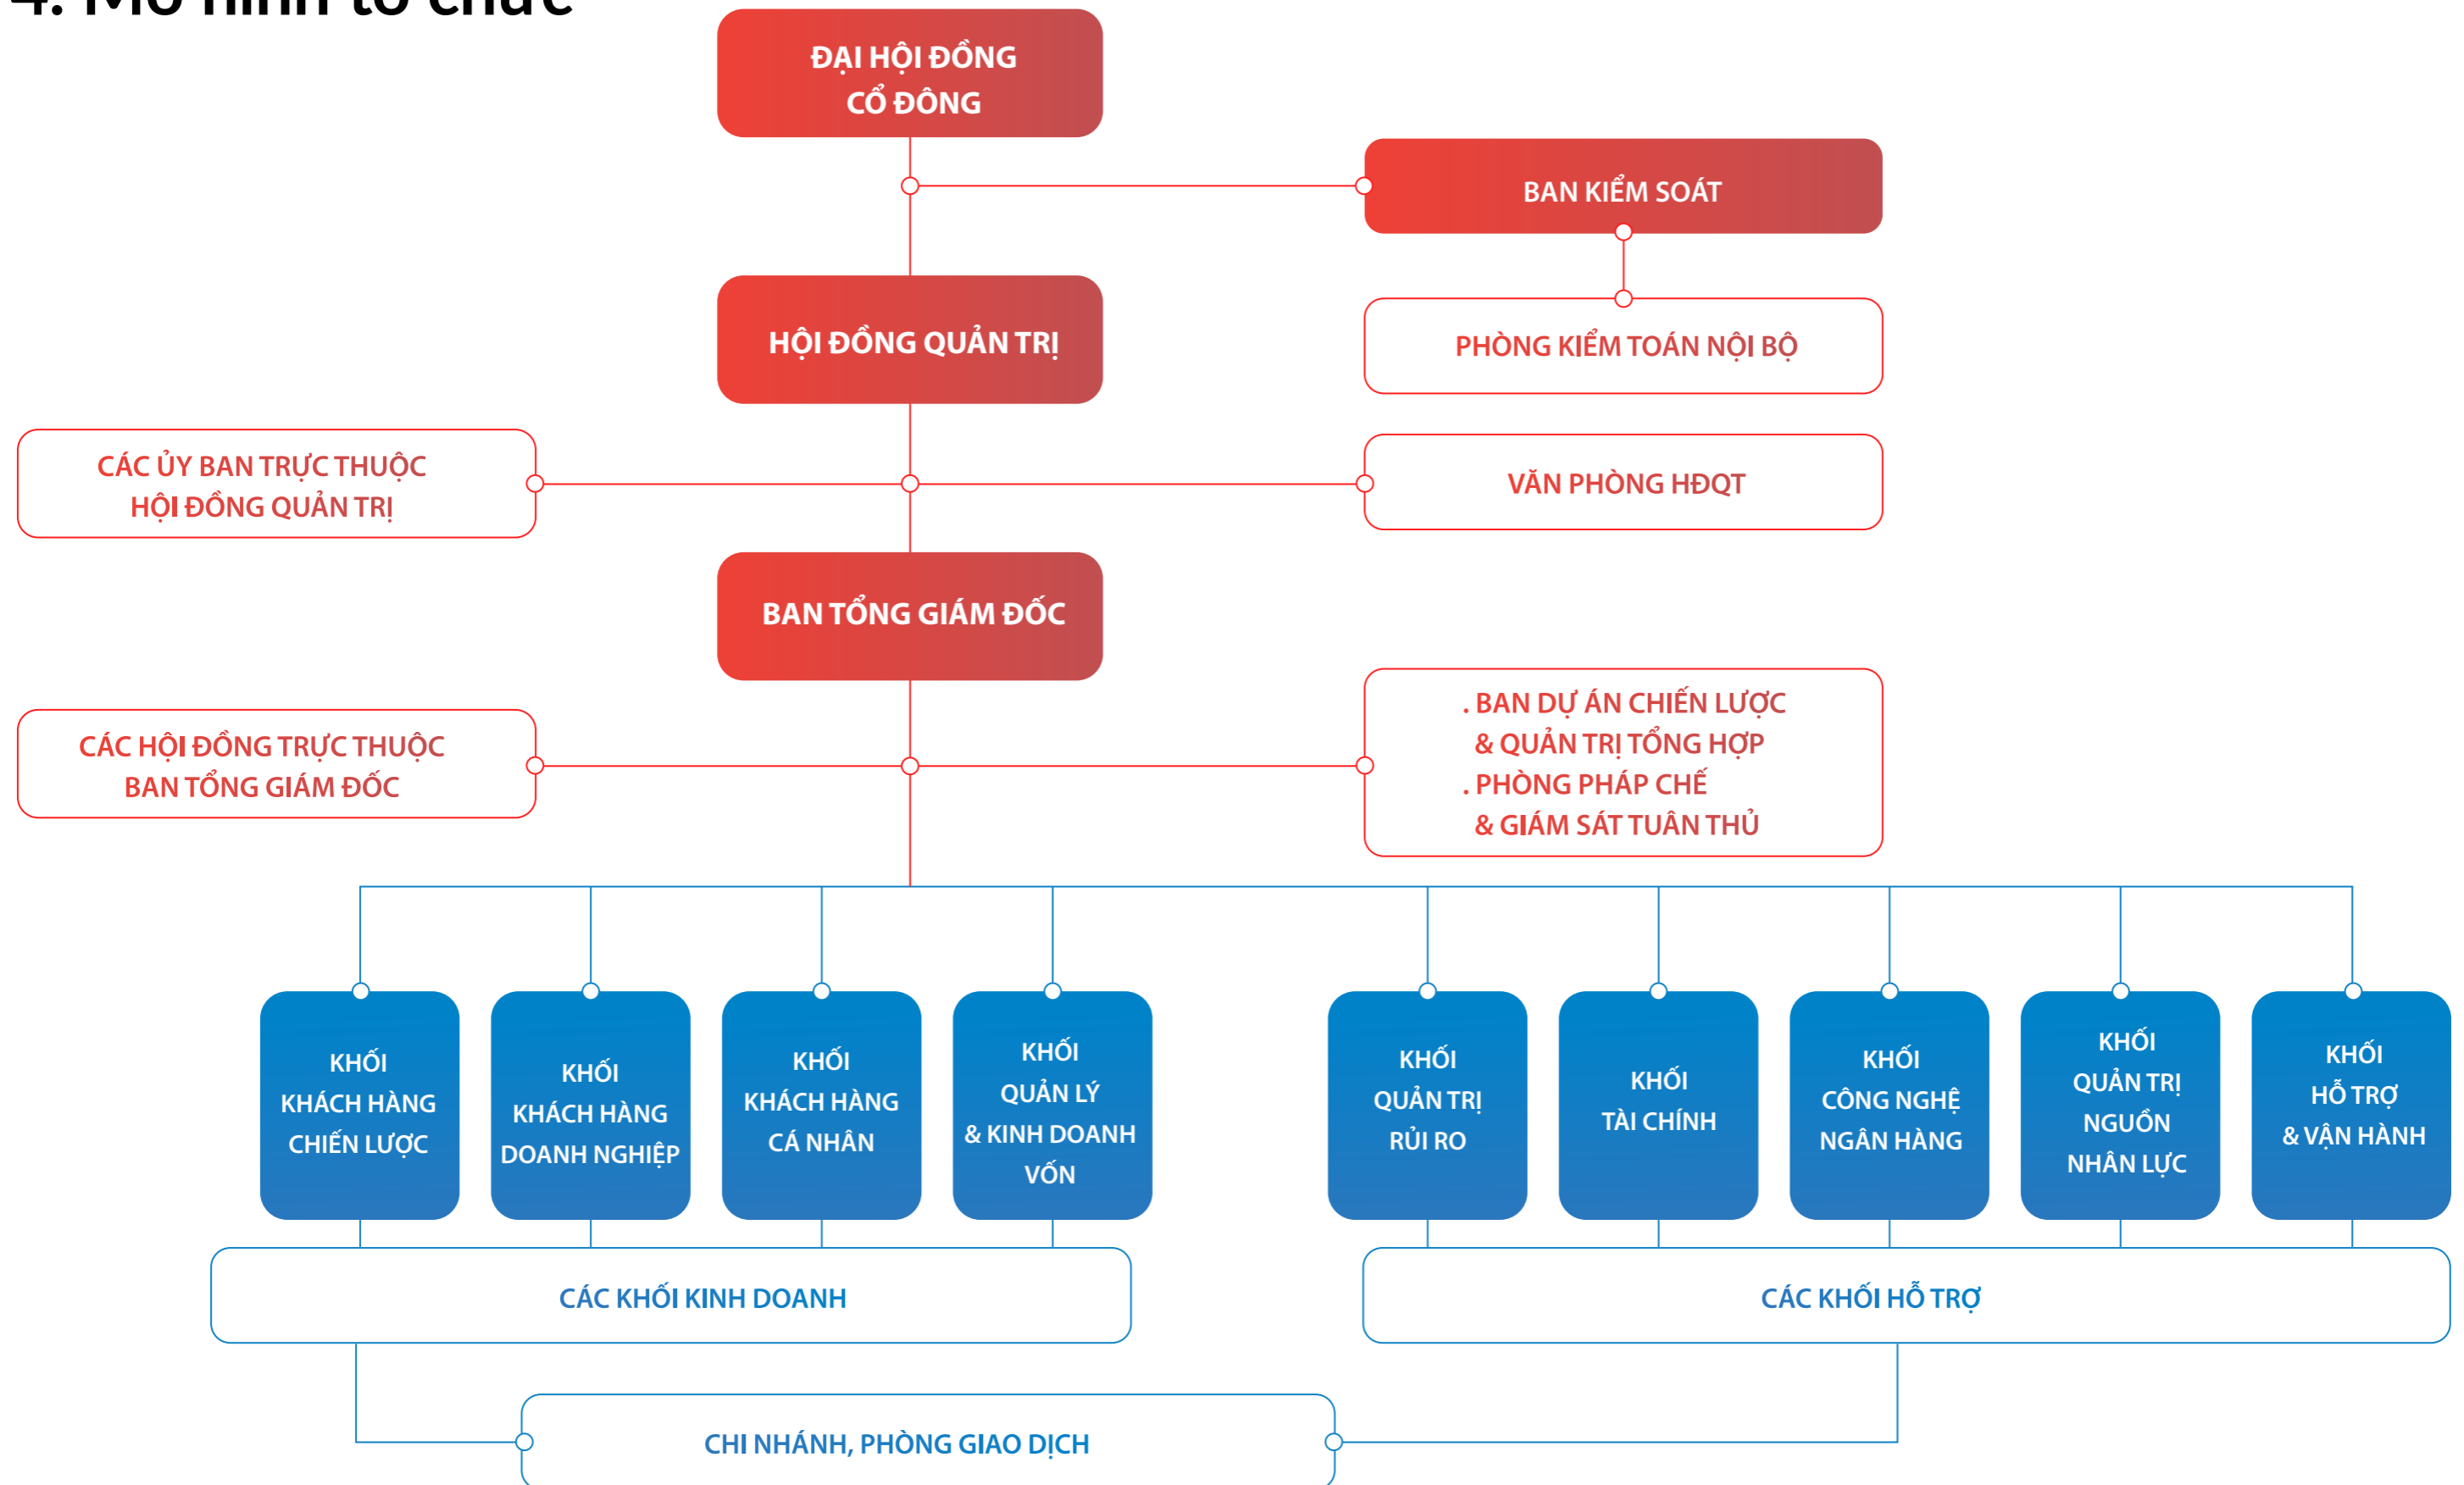 4. Mô hình tổ chức
ĐẠI HỘI ĐỒNG
CỔ ĐÔNG
BAN KIỂM SOÁT
HỘI ĐỒNG QUẢN TRỊ
PHÒNG KIỂM TOÁN NỘI BỘ
CÁC ỦY BAN TRỰC THUỘC
HỘI ĐỒNG QUẢN TRỊ
VĂN PHÒNG HĐQT
BAN TỔNG GIÁM ĐỐC
CÁC HỘI ĐỒNG TRỰC THUỘC
BAN TỔNG GIÁM ĐỐC
. BAN DỰ ÁN CHIẾN LƯỢC
& QUẢN TRỊ TỔNG HỢP
. PHÒNG PHÁP CHẾ
& GIÁM SÁT TUÂN THỦ
KHỐI
KHÁCH HÀNG
CHIẾN LƯỢC
KHỐI
KHÁCH HÀNG
DOANH NGHIỆP
KHỐI
KHÁCH HÀNG
CÁ NHÂN
KHỐI
QUẢN LÝ
& KINH DOANH
VỐN
KHỐI
QUẢN TRỊ
RỦI RO
KHỐI
TÀI CHÍNH
KHỐI
CÔNG NGHỆ
NGÂN HÀNG
KHỐI
QUẢN TRỊ
NGUỒN
NHÂN LỰC
KHỐI
HỖ TRỢ
& VẬN HÀNH
CÁC KHỐI KINH DOANH
CÁC KHỐI HỖ TRỢ
CHI NHÁNH, PHÒNG GIAO DỊCH